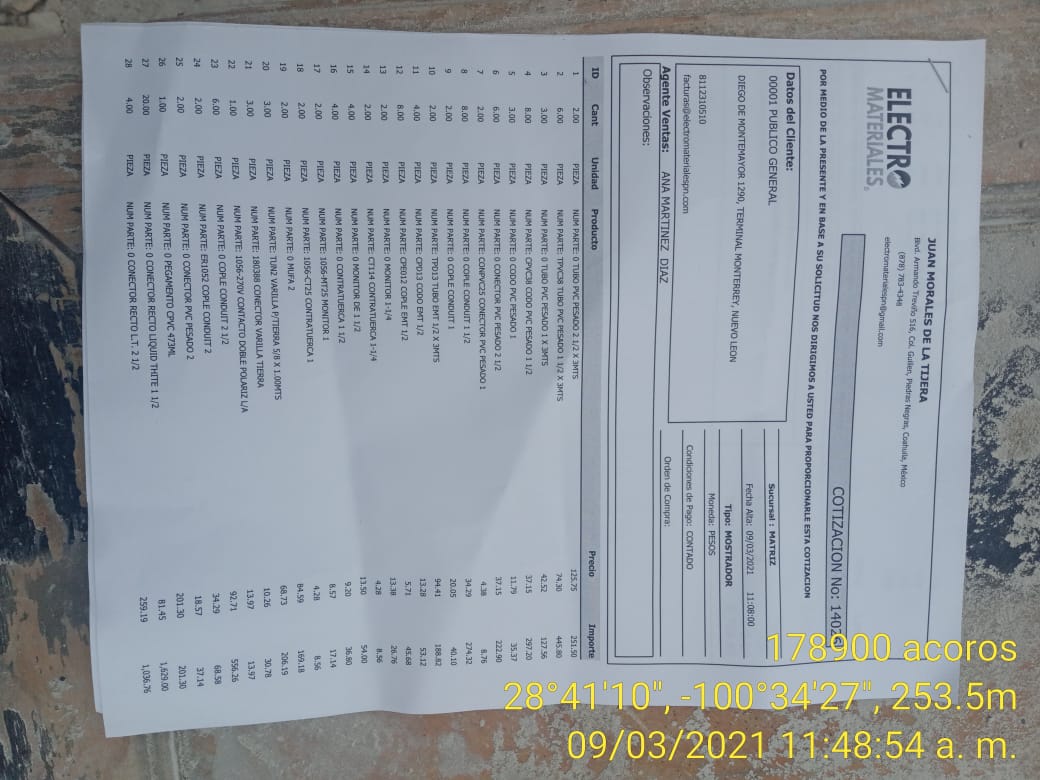 ELECTRO
MATERIALES
JUAN MORALES DE LA TIJERA
Blvd. Armando Treviño 516, Col. Guillen, Piedras Negras, Coahuila, México
(878) 783-4348
electromaterialespn@gmail.com
COTIZACION No: 1402
POR MEDIO DE LA PRESENTE Y EN BASE A SU SOLICITUD NOS DIRIGIMOS A USTED PARA PROPORCIONARLE ESTA COTIZACION
Datos del Cliente:
00001 PUBLICO GENERAL
DIEGO DE MONTEMAYOR 1290, TERMINAL MONTERREY, NUEVO LEON
8112310510
facturas@electromaterialespn.com
Sucursal : MATRIZ
Fecha Alta: 09/03/2021 11:08:00
Tipo: MOSTRADOR
Moneda: PESOS
Condiciones de Pago: CONTADO
Orden de Compra:
Agente Ventas: ANA MARTINEZ DIAZ
Observaciones:
ID Cant Unidad Producto Precio Importe
1 2.00 PIEZA NUM PARTE: 0 TUBO PVC PESADO 2 1/2 X 3MTS 125.75 251.50
2 6.00 PIEZA NUM PARTE: TPVC38 TUBO PVC PESADO 1 1/2 X 3MTS 74.30 445.80
3 3.00 PIEZA NUM PARTE: 0 TUBO PVC PESADO 1 X 3MTS 42.52 127.56
4 8.00 PIEZA NUM PARTE: CPVC38 CODO PVC PESADO 1 1/2 37.15 297.20
5 3.00 PIEZA NUM PARTE: 0 CODO PVC PESADO 1 11.79 35.37
6 6.00 PIEZA NUM PARTE: 0 CONECTOR PVC PESADO 2 1/2 37.15 222.90
7 2.00 PIEZA NUM PARTE: CONPVC25 CONECTOR PVC PESADO 1 4.38 8.76
8 8.00 PIEZA NUM PARTE: 0 COPLE CONDUIT 1 1/2 34.29 274.32
9 2.00 PIEZA NUM PARTE: 0 COPLE CONDUIT 1 20.05 40.10
10 2.00 PIEZA NUM PARTE: TPD13 TUBO EMT 1/2 X 3MTS 94.41 188.82
11 4.00 PIEZA NUM PARTE: CPD13 CODO EMT 1/2 13.28 53.12
12 8.00 PIEZA NUM PARTE: CPE012 COPLE EMT 1/2 5.71 45.68
13 2.00 PIEZA NUM PARTE: 0 MONITOR 1-1/4 13.38 26.76
14 2.00 PIEZA NUM PARTE: CT114 CONTRATUERCA 1-1/4 4.28 8.56
15 4.00 PIEZA NUM PARTE: 0 MONITOR DE 1 1/2 13.50 54.00
16 4.00 PIEZA NUM PARTE: 0 CONTRATUERCA 1 1/2 9.20 36.80
17 2.00 PIEZA NUM PARTE: 1056-MT25 MONITOR 1 8.57 17.14
18 2.00 PIEZA NUM PARTE: 1056-CT25 CONTRATUERCA 1 4.28 8.56
19 2.00 PIEZA NUM PARTE: 0 MUFA 2 84.59 169.18
20 3.00 PIEZA NUM PARTE: TUN2 VARILLA P/TIERRA 5/8 X 1.00MTS 68.73 206.19
21 3.00 PIEZA NUM PARTE: 180388 CONECTOR VARILLA TIERRA 10.26 30.78
22 1.00 PIEZA NUM PARTE: 1056-270V CONTACTO DOBLE POLARIZ L/A 13.97 13.97
23 6.00 PIEZA NUM PARTE: 0 COPLE CONDUIT 2 1/2 92.71 556.26
24 2.00 PIEZA NUM PARTE: ER1052 COPLE CONDUIT 2 34.29 68.58
25 2.00 PIEZA NUM PARTE: 0 CONECTOR PVC PESADO 2 18.57 37.14
26 1.00 PIEZA NUM PARTE: 0 PEGAMENTO CPVC 473ML 201.30 201.30
27 20.00 PIEZA NUM PARTE: 0 CONECTOR RECTO LIQUID THITE 1 1/2 81.45 1,629.00
28 4.00 PIEZA NUM PARTE: 0 CONECTOR RECTO L.T. 2 1/2 259.19 1,036.76
178900 acoros
28°41'10", -100°34'27", 253.5m
09/03/2021 11:48:54 a. m.